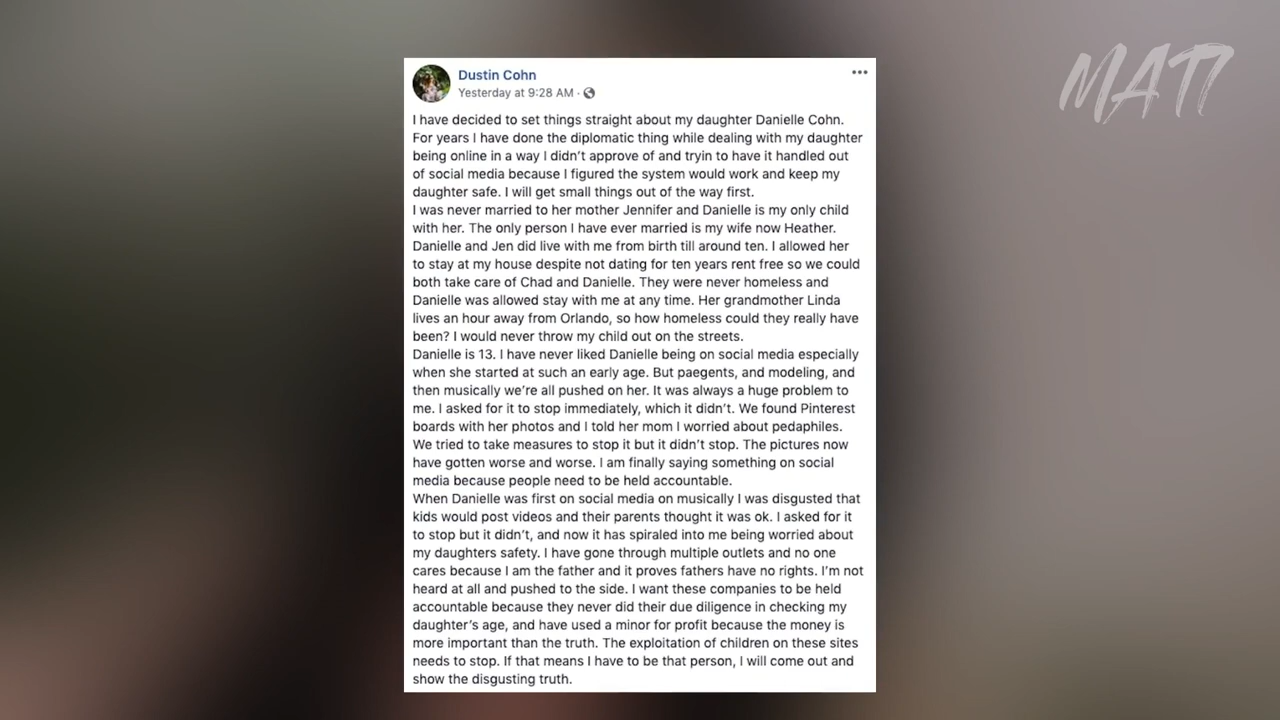 MAT7
Dustin Cohn
Yesterday at 9:28 AM ·
I have decided to set things straight about my daughter Danielle Cohn.
For years I have done the diplomatic thing while dealing with my daughter
being online in a way I didn't approve of and tryin to have it handled out
of social media because I figured the system would work and keep my
daughter safe. I will get small things out of the way first.
I was never married to her mother Jennifer and Danielle is my only child
with her. The only person I have ever married is my wife now Heather.
Danielle and Jen did live with me from birth till around ten. I allowed her
to stay at my house despite not dating for ten years rent free so we could
both take care of Chad and Danielle. They were never homeless and
Danielle was allowed stay with me at any time. Her grandmother Linda
lives an hour away from Orlando, so how homeless could they really have
been? I would never throw my child out on the streets.
Danielle is 13. I have never liked Danielle being on social media especially
when she started at such an early age. But paegents, and modeling, and
then musically we're all pushed on her. It was always a huge problem to
me. I asked for it to stop immediately, which it didn't. We found Pinterest
boards with her photos and I told her mom I worried about pedaphiles.
We tried to take measures to stop it but it didn't stop. The pictures now
have gotten worse and worse. I am finally saying something on social
media because people need to be held accountable.
When Danielle was first on social media on musically I was disgusted that
kids would post videos and their parents thought it was ok. I asked for it
to stop but it didn't, and now it has spiraled into me being worried about
my daughters safety. I have gone through multiple outlets and no one
cares because I am the father and it proves fathers have no rights. I'm not
heard at all and pushed to the side. I want these companies to be held
accountable because they never did their due diligence in checking my
daughter's age, and have used a minor for profit because the money is
more important than the truth. The exploitation of children on these sites
needs to stop. If that means I have to be that person, I will come out and
show the disgusting truth.